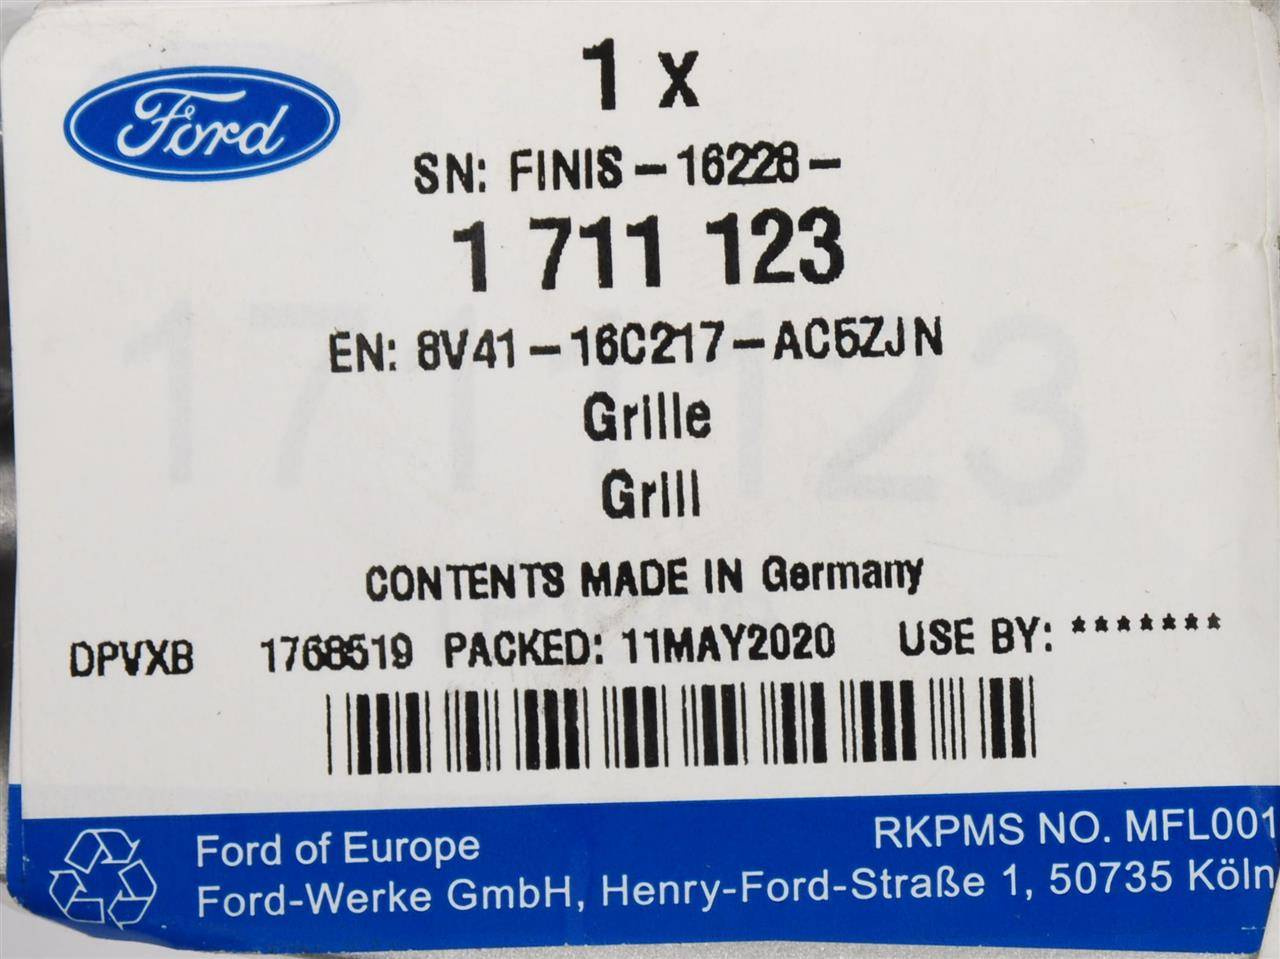 Ford
1 x
SN: FINIS-16228-
1 711 123
EN: 8V41-16C217-AC5ZJN
Grille
Grill
CONTENTS MADE IN Germany
DPVXB 1768519 PACKED: 11MAY2020 USE BY: *******
Ford of Europe RKPMS NO. MFL001
Ford-Werke GmbH, Henry-Ford-Straße 1, 50735 Köln